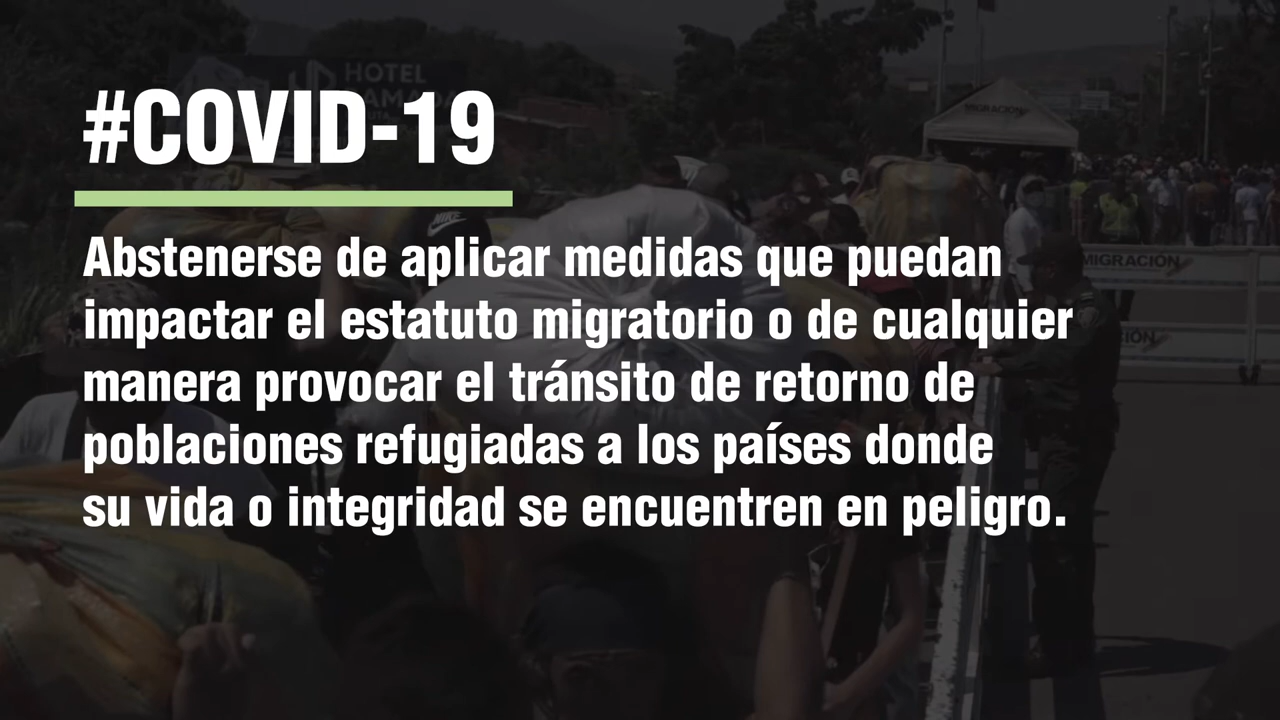 HOTEL
#COVID-19
MIGRACIÓN
NIKE
Abstenerse de aplicar medidas que puedan
MIGRACIÓN
impactar el estatuto migratorio o de cualquier
manera provocar el tránsito de retorno de
poblaciones refugiadas a los países donde
su vida o integridad se encuentren en peligro.